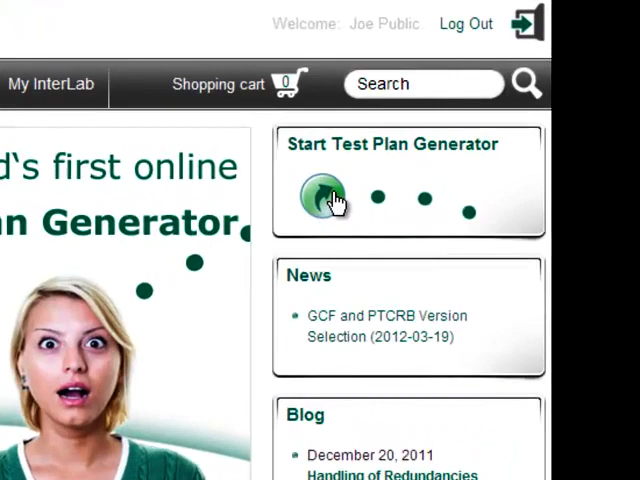 Welcome: Joe Public Log Out
My InterLab Shopping cart 0 Search
d's first online
n Generator
Start Test Plan Generator
News
GCF and PTCRB Version
Selection (2012-03-19)
Blog
December 20, 2011
Handling of Redundancies